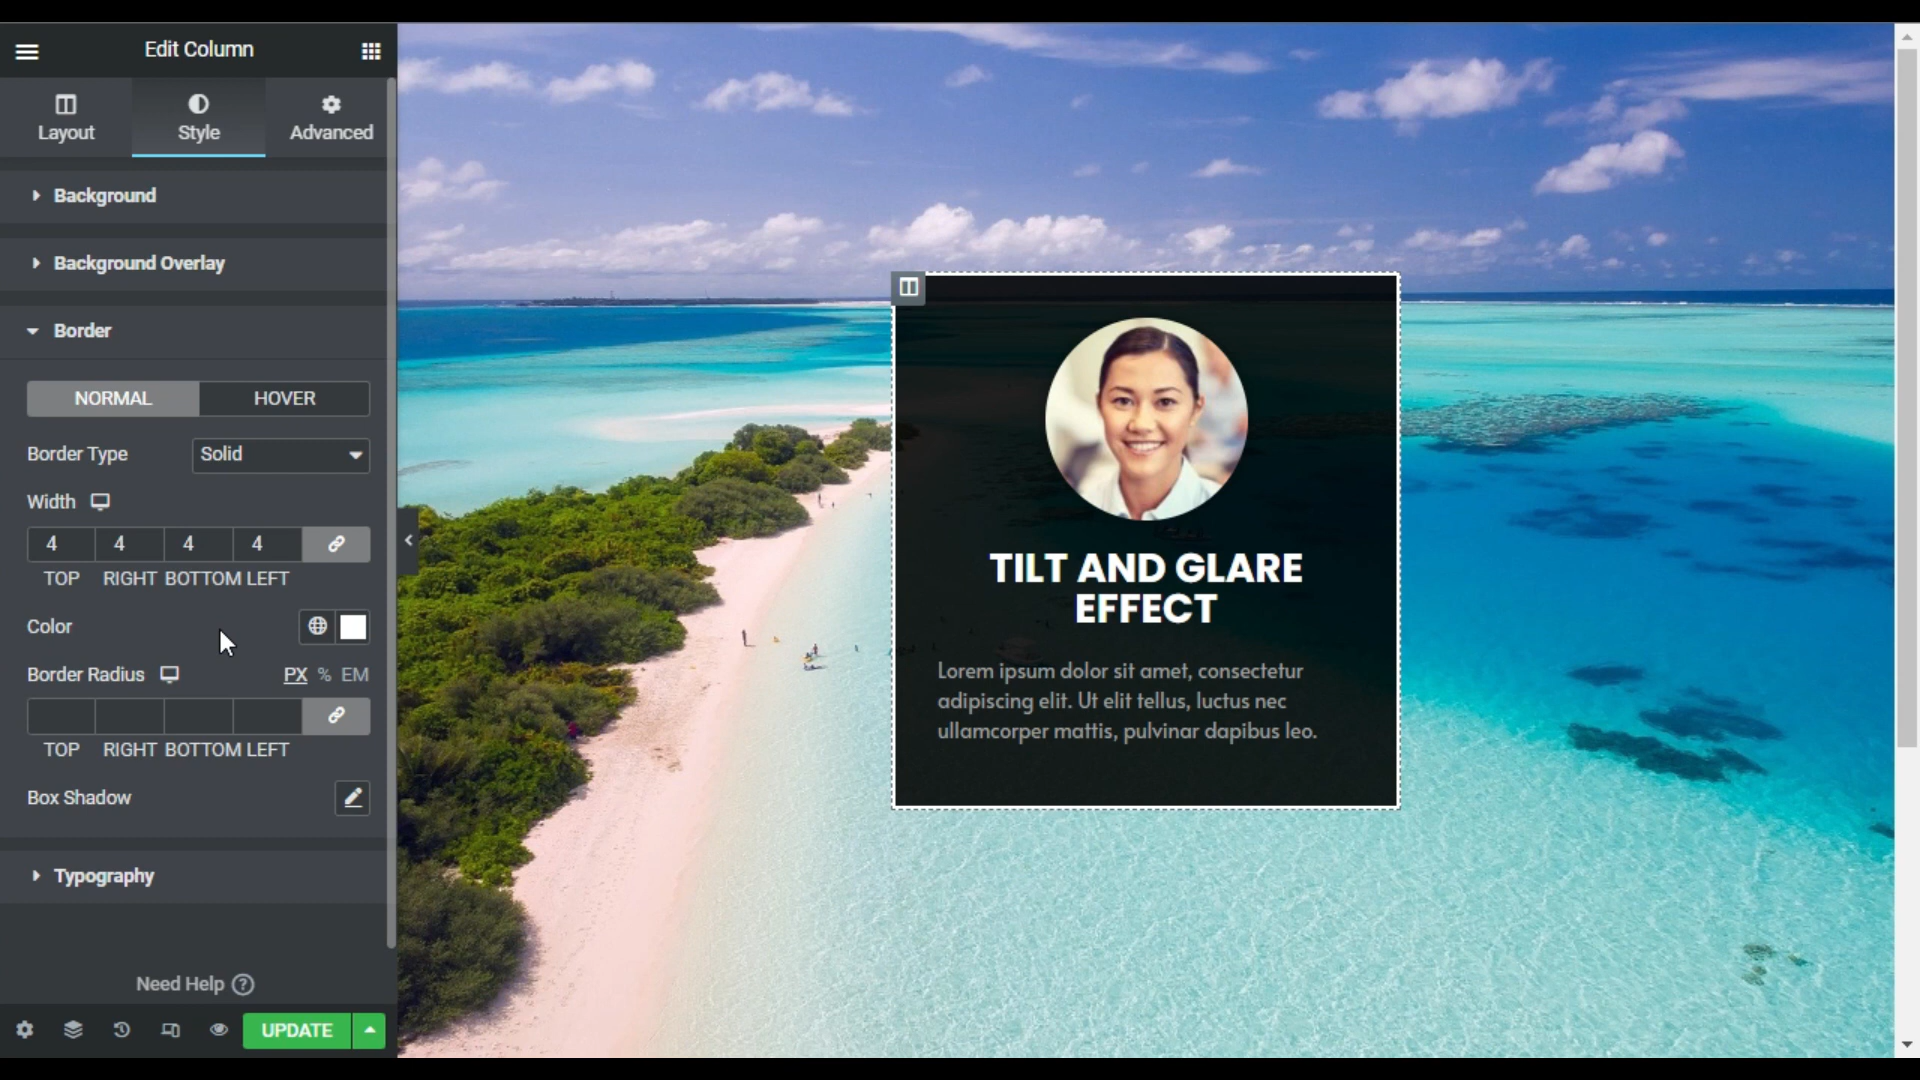 Edit Column
Layout
Style
Advanced
Background
Background Overlay
Border
NORMAL
HOVER
Border Type
Solid
Width
4 4 4 4
TOP RIGHT BOTTOM LEFT
Color
Border Radius
PX % EM
TOP RIGHT BOTTOM LEFT
Box Shadow
Typography
Need Help ?
UPDATE
TILT AND GLARE
EFFECT
Lorem ipsum dolor sit amet, consectetur
adipiscing elit. Ut elit tellus, luctus nec
ullamcorper mattis, pulvinar dapibus leo.